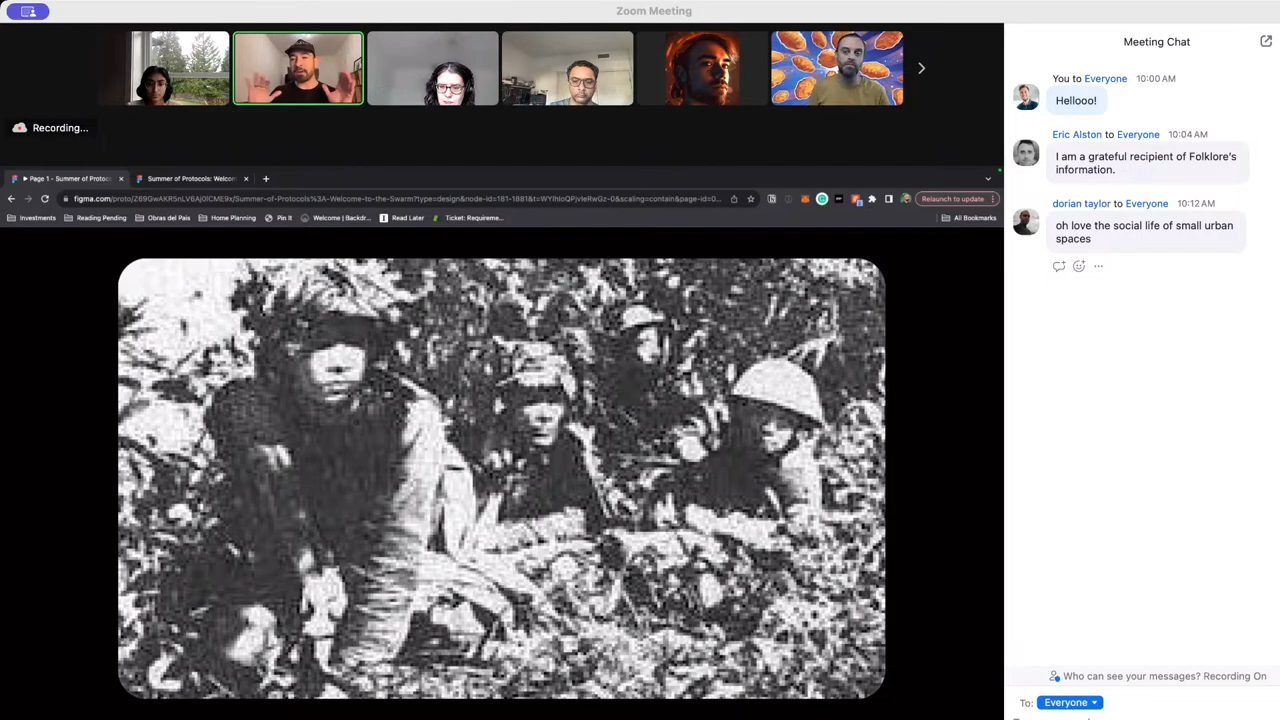 Zoom Meeting
Meeting Chat
You to Everyone 10:00 AM
Hellooo!
Recording...
Eric Alston to Everyone 10:04 AM
I am a grateful recipient of Folklore's
information.
Page 1 - Summer of Protoc
Summer of Protocols: Welcom
dorian taylor to Everyone 10:12 AM
oh love the social life of small urban
spaces
Relaunch to update
Investments
Reading Pending
Obras del Pais
Home Planning
Pin It
Welcome | Backdr...
Read Later
Ticket: Requireme...
All Bookmarks
Who can see your messages? Recording On
To: Everyone